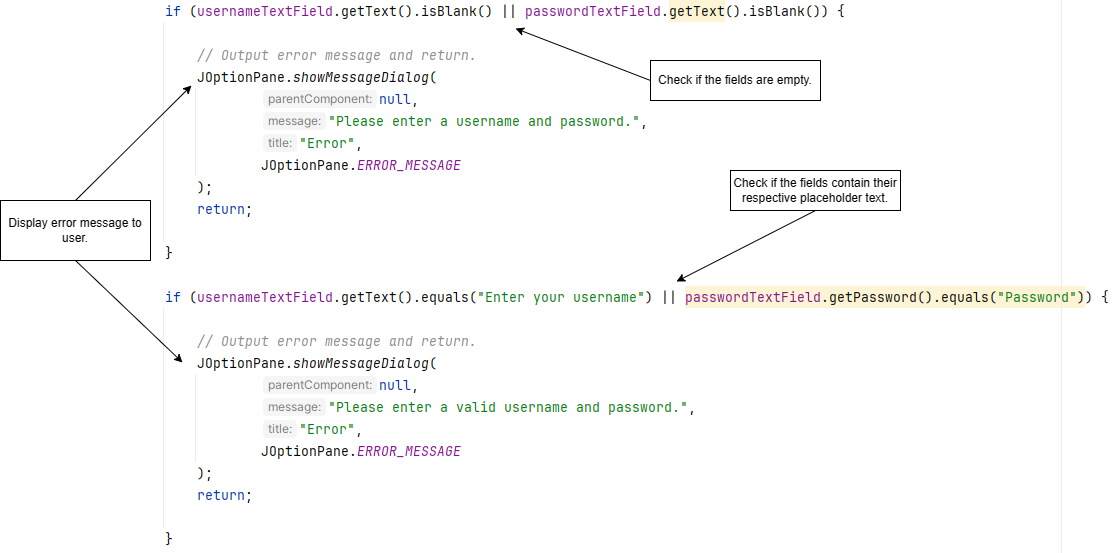 if (usernameTextField.getText().isBlank() || passwordTextField.getText().isBlank()) {
// Output error message and return.
JOptionPane.showMessageDialog(
parentComponent: null,
message: "Please enter a username and password.",
title: "Error",
JOptionPane.ERROR_MESSAGE
);
return;
}
Check if the fields are empty.
Check if the fields contain their
respective placeholder text.
Display error message to
user.
if (usernameTextField.getText().equals("Enter your username") || passwordTextField.getPassword().equals("Password")) {
// Output error message and return.
JOptionPane.showMessageDialog(
parentComponent: null,
message: "Please enter a valid username and password.",
title: "Error",
JOptionPane.ERROR_MESSAGE
);
return;
}